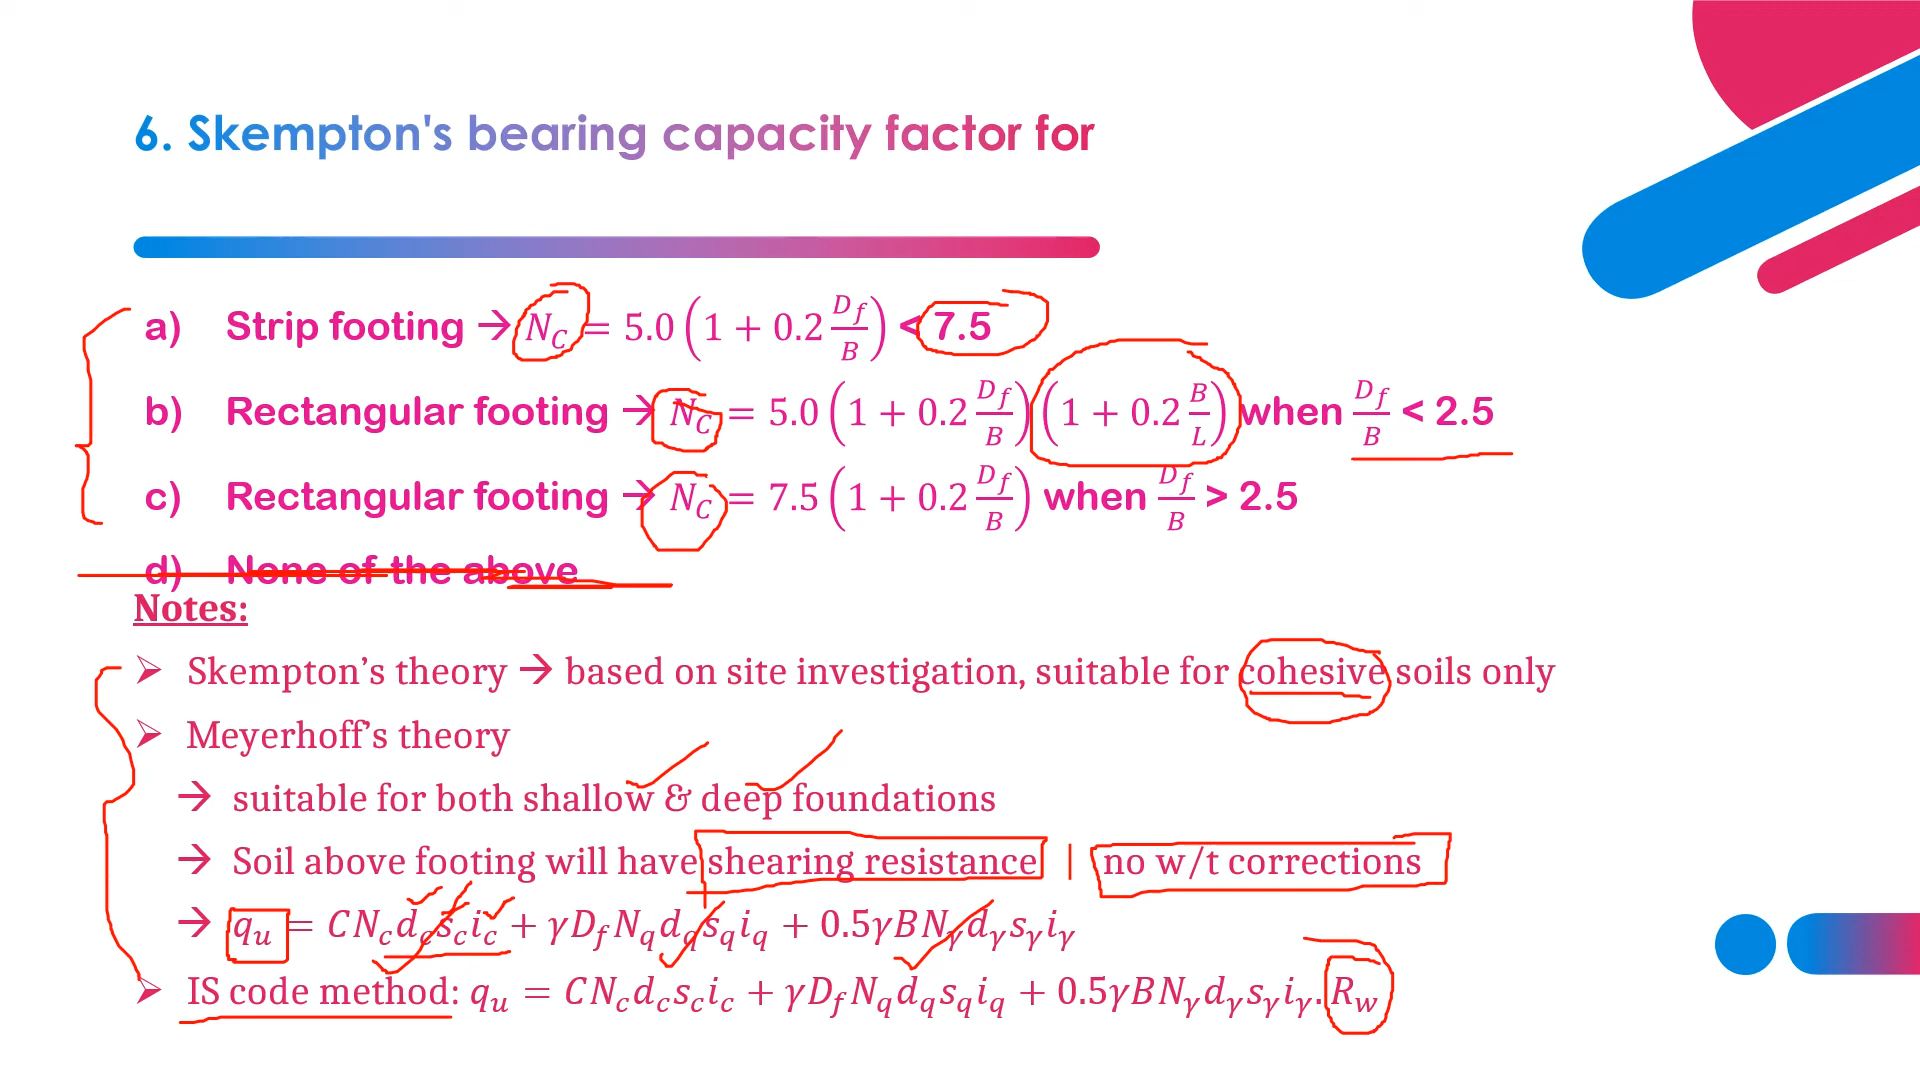 6. Skempton's bearing capacity factor for
a) Strip footing → N_C = 5.0 (1 + 0.2 D_f/B) < 7.5
b) Rectangular footing → N_C = 5.0 (1 + 0.2 D_f/B)(1 + 0.2 B/L) when D_f/B < 2.5
c) Rectangular footing → N_C = 7.5 (1 + 0.2 D_f/B) when D_f/B > 2.5
d) None of the above
Notes:
➢ Skempton’s theory → based on site investigation, suitable for cohesive soils only
➢ Meyerhoff’s theory
→ suitable for both shallow & deep foundations
→ Soil above footing will have shearing resistance | no w/t corrections
→ q_u = CN_c d_c s_c i_c + γD_f N_q d_q s_q i_q + 0.5γBN_γ d_γ s_γ i_γ
➢ IS code method: q_u = CN_c d_c s_c i_c + γD_f N_q d_q s_q i_q + 0.5γBN_γ d_γ s_γ i_γ. R_w